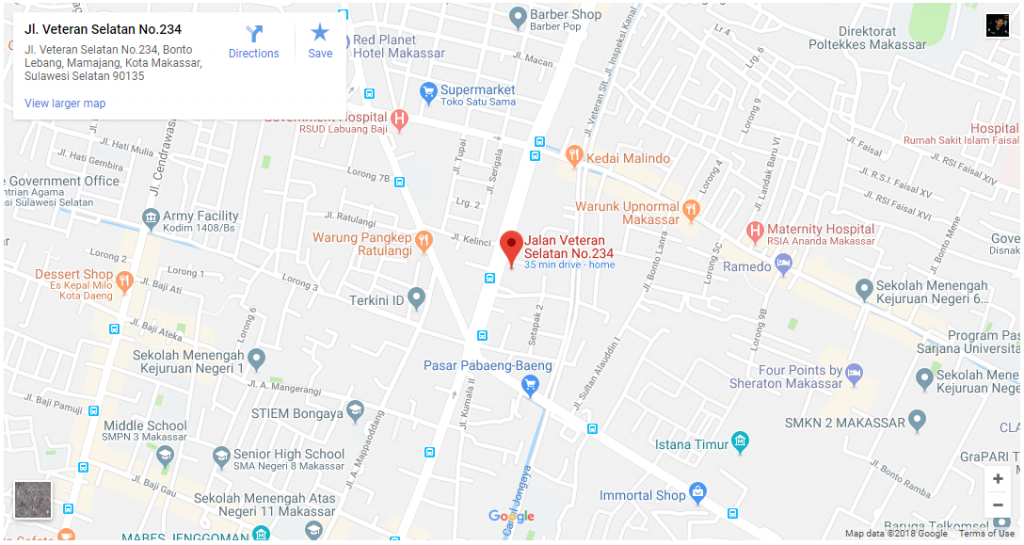 Jl. Veteran Selatan No.234
Jl. Veteran Selatan No.234, Bonto
Lebang, Mamajang, Kota Makassar,
Sulawesi Selatan 90135
View larger map
Directions
Save
Barber Shop
Barber Pop
Red Planet
Hotel Makassar
Direktorat
Poltekkes Makassar
Lr 4
Lrg. 6
Jl. Macan
Jl. Inspeksi Kanal
Jl. Veteran Slt.
Supermarket
Toko Satu Sama
Government Hospital
RSUD Labuang Baji
Lorong 9
Hospital
Rumah Sakit Islam Faisal
Jl. Cendrawasih
Jl. Hati Mulia
Jl. Hati Gembira
Jl. Tupai
Jl. Serigala
Kedai Malindo
Lorong 4
Jl. Landak Baru VI
Jl. Faisal
Jl. RSI Faisal XIV
Jl. R.S.I. Faisal XV
Jl. RSI Faisal XVI
Lorong 7B
e Government Office
ntrian Agama
si Sulawesi Selatan
Army Facility
Kodim 1408/Bs
Lrg. 2
Jl. Ratulangi
Jl. Kelinci
Warung Pangkep
Ratulangi
Warunk Upnormal
Makassar
Maternity Hospital
RSIA Ananda Makassar
Gove
Disnak
Jalan Veteran
Selatan No.234
35 min drive - home
Jl. Bonto Lanra
Lorong 5C
Jl. Bonto Mene
Ramedo
Lorong 2
Lorong 1
Lorong 3
Dessert Shop
Es Kepal Milo
Kota Daeng
Jl. Baji Ati
Jl. Baji Ateka
Lorong 6
Terkini ID
Setapak 2
Lorong 9B
Sekolah Menengah
Kejuruan Negeri 6...
Program Pas
Sarjana Universita
Sekolah Menengah
Kejuruan Negeri 1
Pasar Pabaeng-Baeng
Jl. Sultan Alauddin I
Four Points by
Sheraton Makassar
Sekolah Mene
Kejuruan Neg
Jl. A. Mangerangi
Jl. Kumala II
Jl. Baji Pamuji
STIEM Bongaya
Jl. A. Mappaoddang
SMKN 2 MAKASSAR
CLA
Middle School
SMPN 3 Makassar
Senior High School
SMA Negeri 8 Makassar
Istana Timur
GraPARI T
Jl. Bonto Ramba
Jl. Baji Gau
Sekolah Menengah Atas
Negeri 11 Makassar
Canal Jongaya
Immortal Shop
Google
MABES JENGGOMAN
Baruga Telkomsel
Map data ©2018 Google
Terms of Use